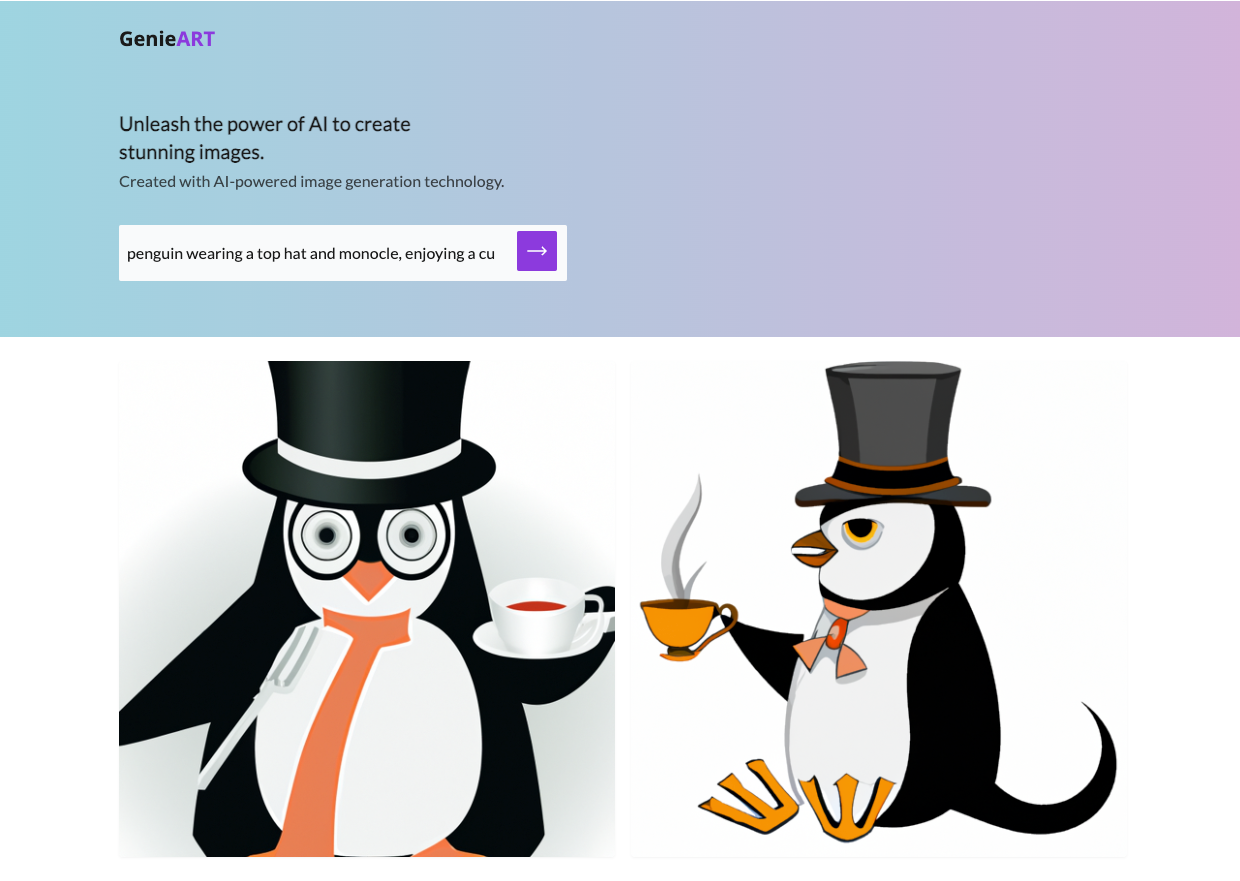 GenieART
Unleash the power of AI to create
stunning images.
Created with AI-powered image generation technology.
penguin wearing a top hat and monocle, enjoying a cu